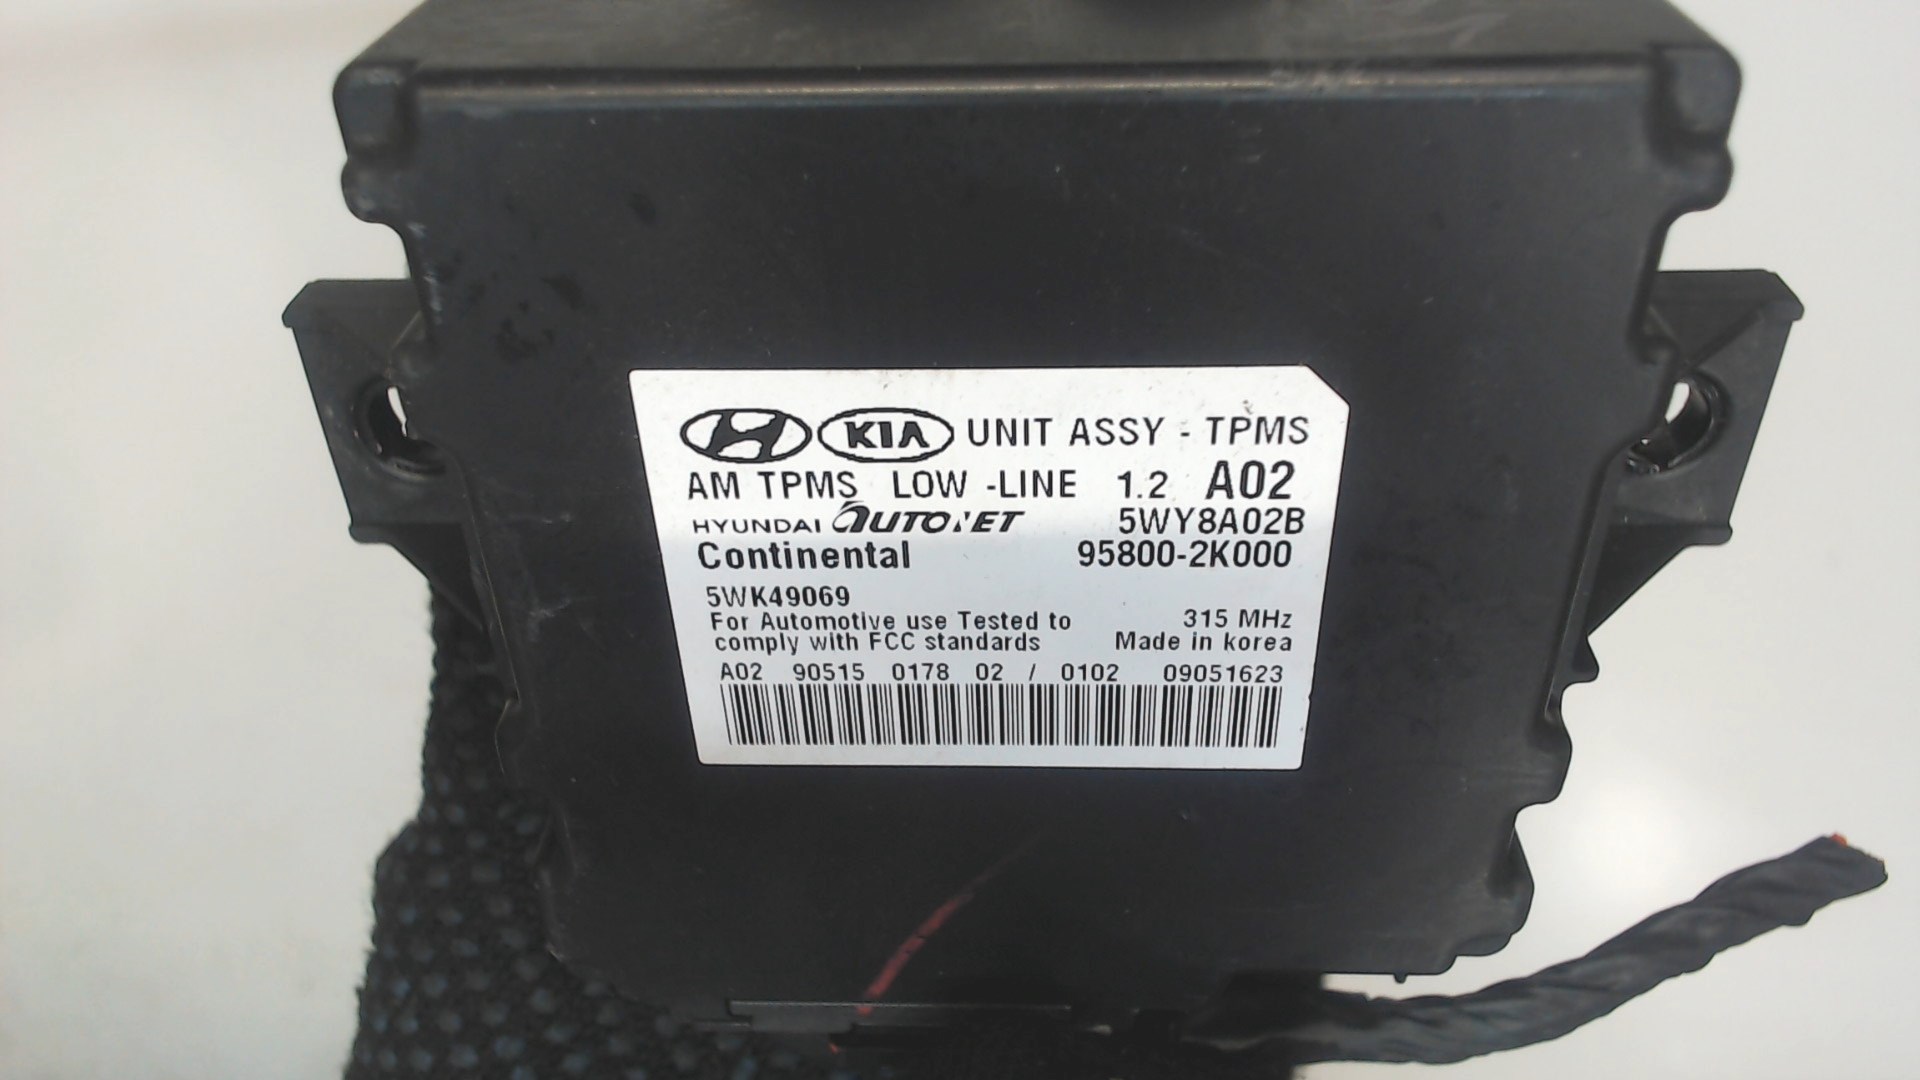 H KIA UNIT ASSY - TPMS
AM TPMS LOW -LINE 1.2 A02
HYUNDAI AUTONET 5WY8A02B
Continental 95800-2K000
5WK49069
For Automotive use Tested to 315 MHz
comply with FCC standards Made in korea
A02 90515 0178 02 / 0102 09051623